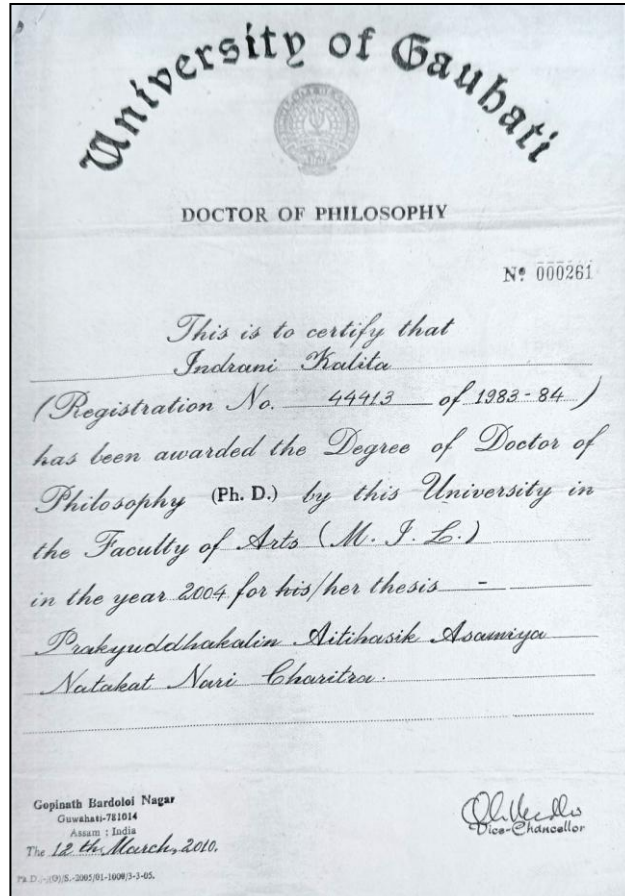 University of Gauhati
DOCTOR OF PHILOSOPHY
Nº 000261
This is to certify that
Indrani Kalita
(Registration No. 44413 of 1983-84)
has been awarded the Degree of Doctor of
Philosophy (Ph. D.) by this University in
the Faculty of Arts (M. I. L.)
in the year 2004 for his/her thesis -
Prakyuddhakalin Aitihasik Asamiya
Natakat Nari Charitra.
Gopinath Bardoloi Nagar
Guwahati-781014
Assam : India
The 12 th March, 2010.
Vice-Chancellor